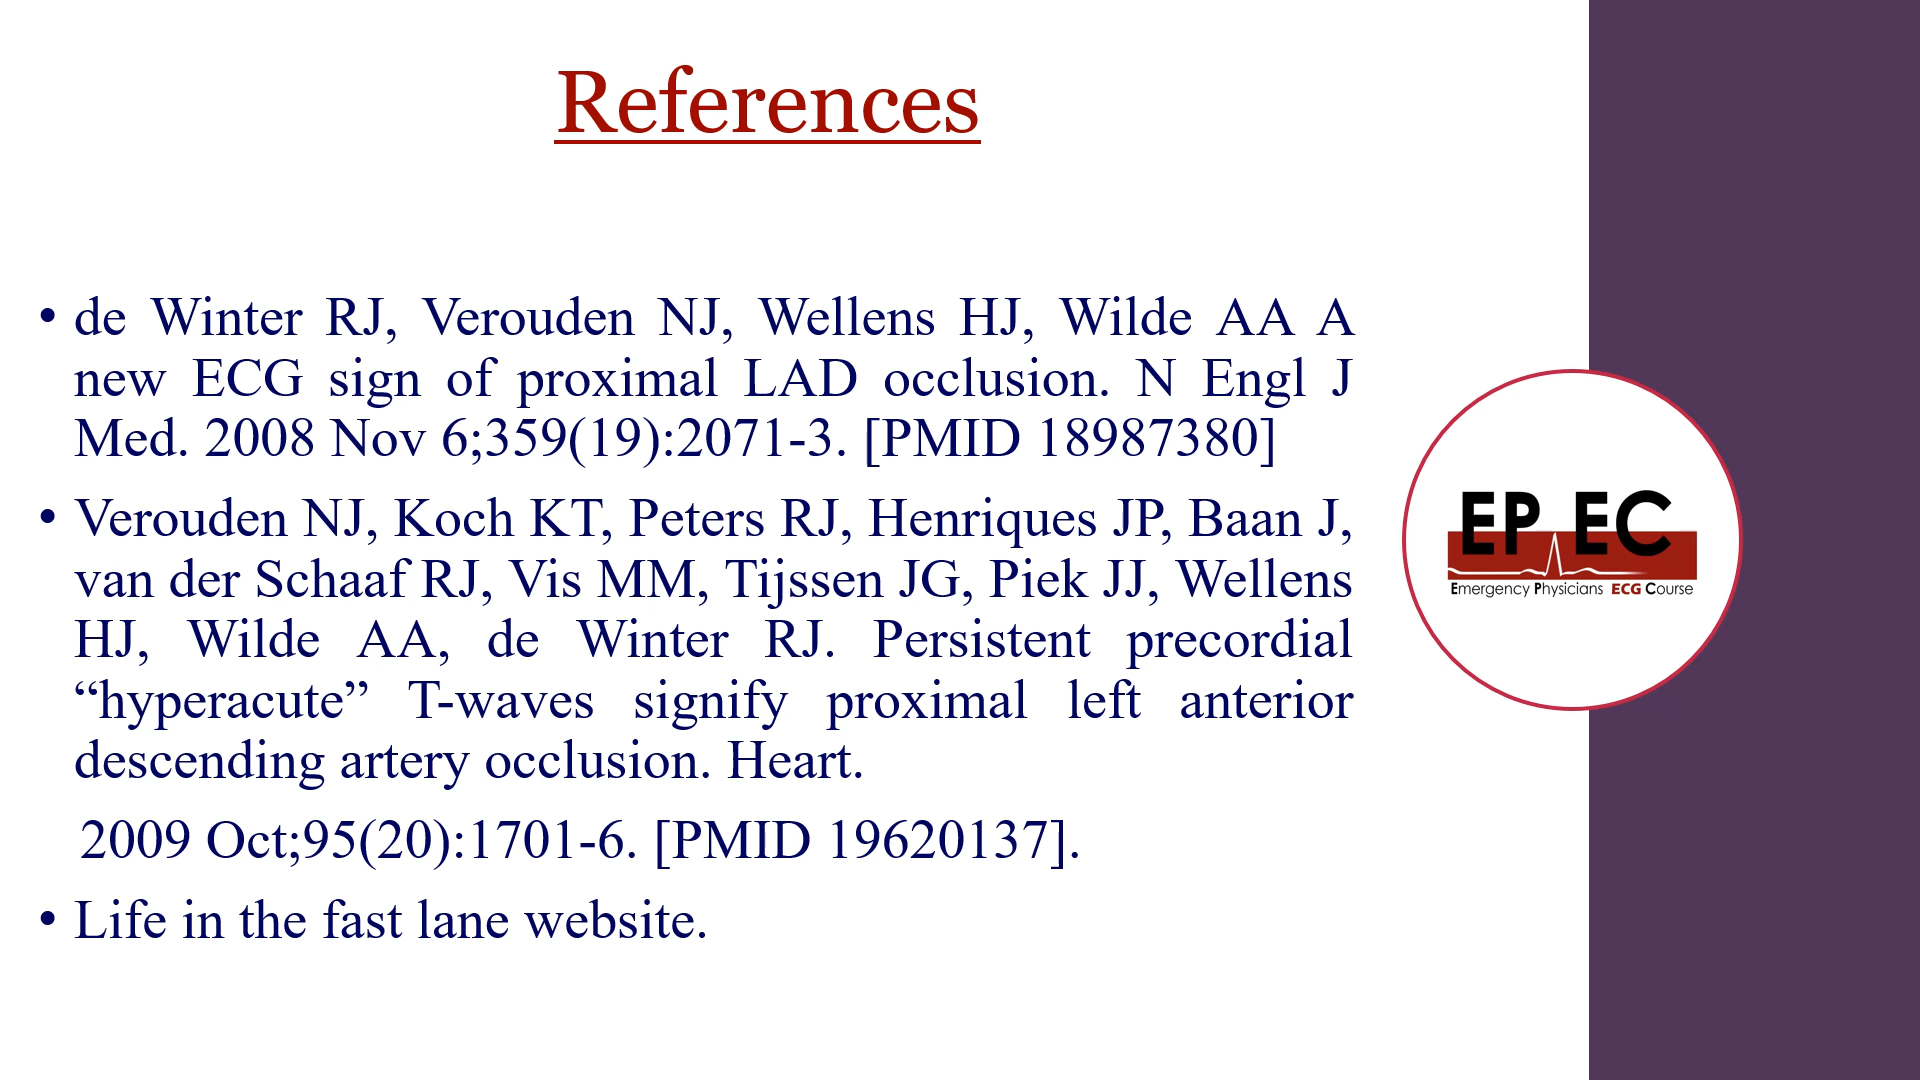 References
• de Winter RJ, Verouden NJ, Wellens HJ, Wilde AA A
new ECG sign of proximal LAD occlusion. N Engl J
Med. 2008 Nov 6;359(19):2071-3. [PMID 18987380]
• Verouden NJ, Koch KT, Peters RJ, Henriques JP, Baan J,
van der Schaaf RJ, Vis MM, Tijssen JG, Piek JJ, Wellens
HJ, Wilde AA, de Winter RJ. Persistent precordial
“hyperacute” T-waves signify proximal left anterior
descending artery occlusion. Heart.
2009 Oct;95(20):1701-6. [PMID 19620137].
• Life in the fast lane website.
EP EC
Emergency Physicians ECG Course